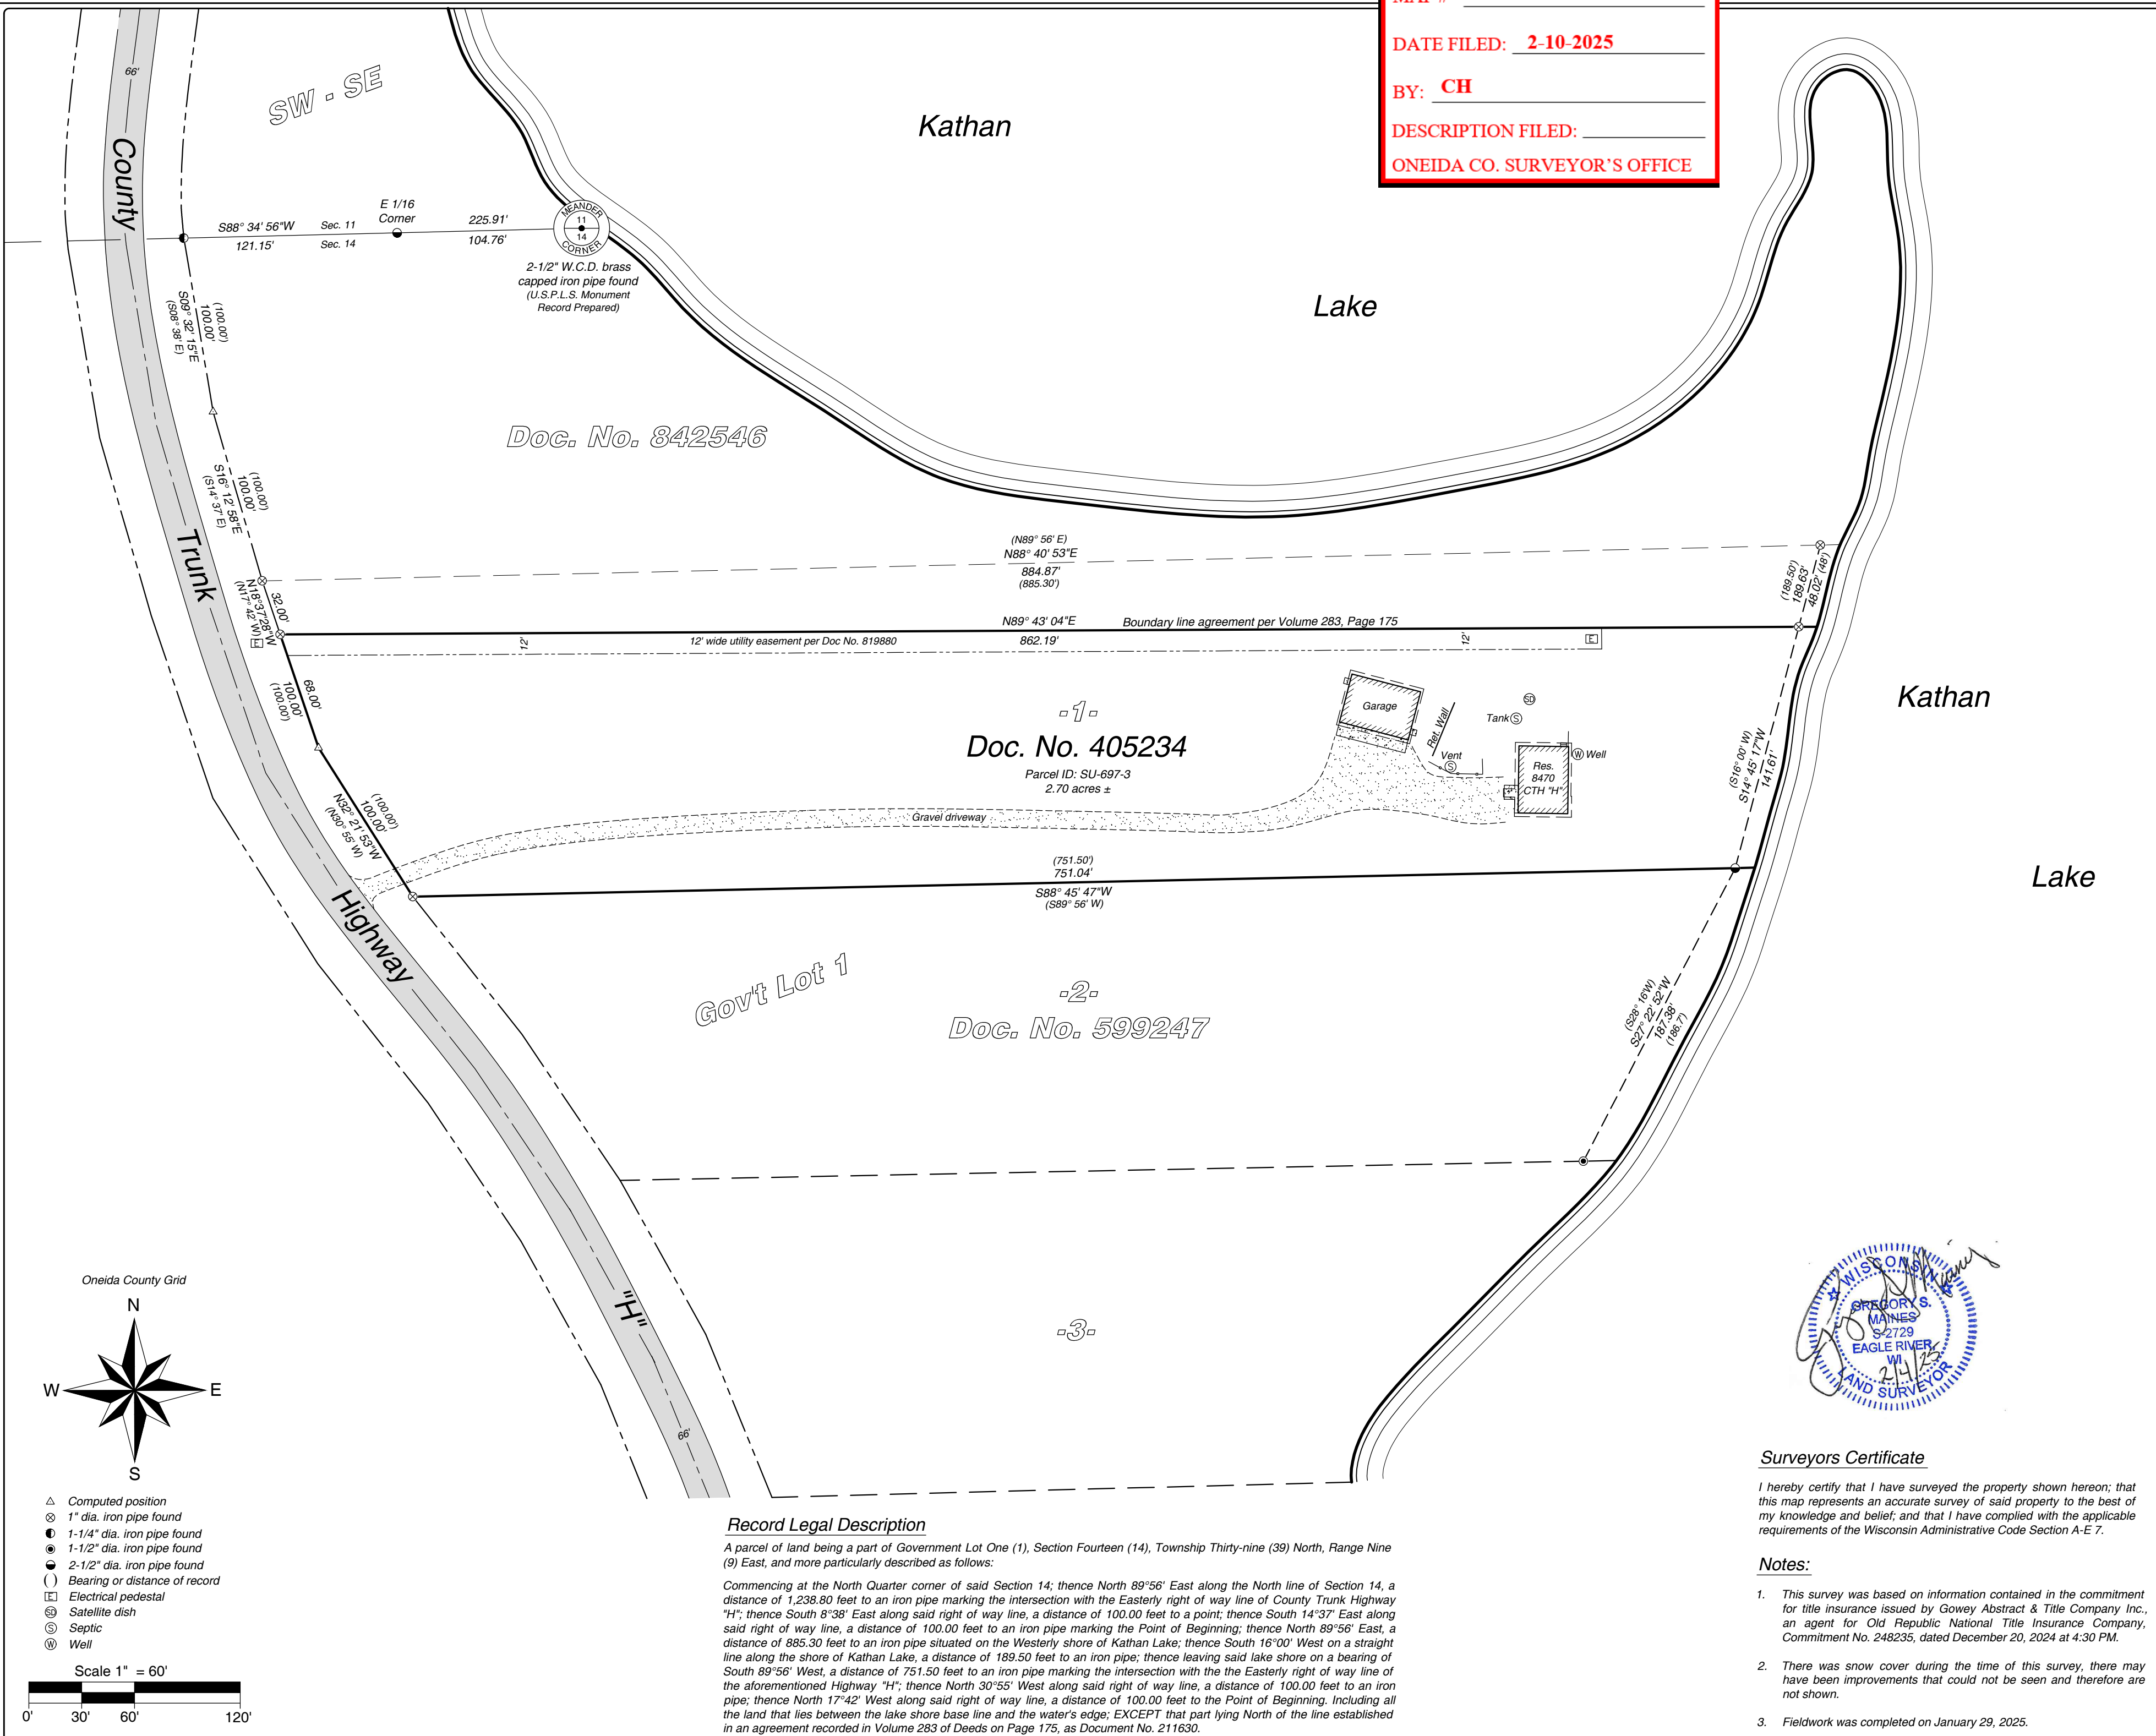 DATE FILED: 2-10-2025
BY: CH
DESCRIPTION FILED:
ONEIDA CO. SURVEYOR'S OFFICE
66'
SW - SE
Kathan
Lake
County
Trunk
Highway
"H"
66'
S88° 34' 56"W
121.15'
Sec. 11
Sec. 14
E 1/16
Corner
225.91'
104.76'
MEANDER
11
14
CORNER
2-1/2" W.C.D. brass
capped iron pipe found
(U.S.P.L.S. Monument
Record Prepared)
(100.00')
100.00'
S09° 32' 15"E
(S08° 38' E)
Doc. No. 842546
(100.00')
100.00'
S16° 12' 58"E
(S14° 37' E)
(N89° 56' E)
N88° 40' 53"E
884.87'
(885.30')
(189.50')
189.63'
48.02' (48')
32.00'
N18°37'28"W
(N17° 42' W)
E
N89° 43' 04"E
Boundary line agreement per Volume 283, Page 175
12'
12' wide utility easement per Doc No. 819880
862.19'
12'
E
68.00'
100.00'
(100.00')
-1-
Doc. No. 405234
Parcel ID: SU-697-3
2.70 acres ±
Garage
Ret. Wall
SD
Tank S
Vent
S
W Well
Res.
8470
CTH "H"
(S16° 00' W)
S14° 45' 17"W
141.61'
Kathan
Lake
(100.00')
100.00'
N32° 21' 53"W
(N30° 55' W)
Gravel driveway
(751.50')
751.04'
S88° 45' 47"W
(S89° 56' W)
Gov't Lot 1
-2-
Doc. No. 599247
(S28° 16'W)
S27° 22' 52"W
187.38'
(186.7')
-3-
Oneida County Grid
N
W
E
S
Computed position
1" dia. iron pipe found
1-1/4" dia. iron pipe found
1-1/2" dia. iron pipe found
2-1/2" dia. iron pipe found
( ) Bearing or distance of record
E Electrical pedestal
SD Satellite dish
S Septic
W Well
Scale 1" = 60'
0' 30' 60' 120'
Record Legal Description
A parcel of land being a part of Government Lot One (1), Section Fourteen (14), Township Thirty-nine (39) North, Range Nine
(9) East, and more particularly described as follows:
Commencing at the North Quarter corner of said Section 14; thence North 89°56' East along the North line of Section 14, a
distance of 1,238.80 feet to an iron pipe marking the intersection with the Easterly right of way line of County Trunk Highway
"H"; thence South 8°38' East along said right of way line, a distance of 100.00 feet to a point; thence South 14°37' East along
said right of way line, a distance of 100.00 feet to an iron pipe marking the Point of Beginning; thence North 89°56' East, a
distance of 885.30 feet to an iron pipe situated on the Westerly shore of Kathan Lake; thence South 16°00' West on a straight
line along the shore of Kathan Lake, a distance of 189.50 feet to an iron pipe; thence leaving said lake shore on a bearing of
South 89°56' West, a distance of 751.50 feet to an iron pipe marking the intersection with the the Easterly right of way line of
the aforementioned Highway "H"; thence North 30°55' West along said right of way line, a distance of 100.00 feet to an iron
pipe; thence North 17°42' West along said right of way line, a distance of 100.00 feet to the Point of Beginning. Including all
the land that lies between the lake shore base line and the water's edge; EXCEPT that part lying North of the line established
in an agreement recorded in Volume 283 of Deeds on Page 175, as Document No. 211630.
WISCONSIN
GREGORY S.
MAINES
S-2729
EAGLE RIVER,
WI
LAND SURVEYOR
2/4/25
Surveyors Certificate
I hereby certify that I have surveyed the property shown hereon; that
this map represents an accurate survey of said property to the best of
my knowledge and belief; and that I have complied with the applicable
requirements of the Wisconsin Administrative Code Section A-E 7.
Notes:
1. This survey was based on information contained in the commitment
for title insurance issued by Gowey Abstract & Title Company Inc.,
an agent for Old Republic National Title Insurance Company,
Commitment No. 248235, dated December 20, 2024 at 4:30 PM.
2. There was snow cover during the time of this survey, there may
have been improvements that could not be seen and therefore are
not shown.
3. Fieldwork was completed on January 29, 2025.